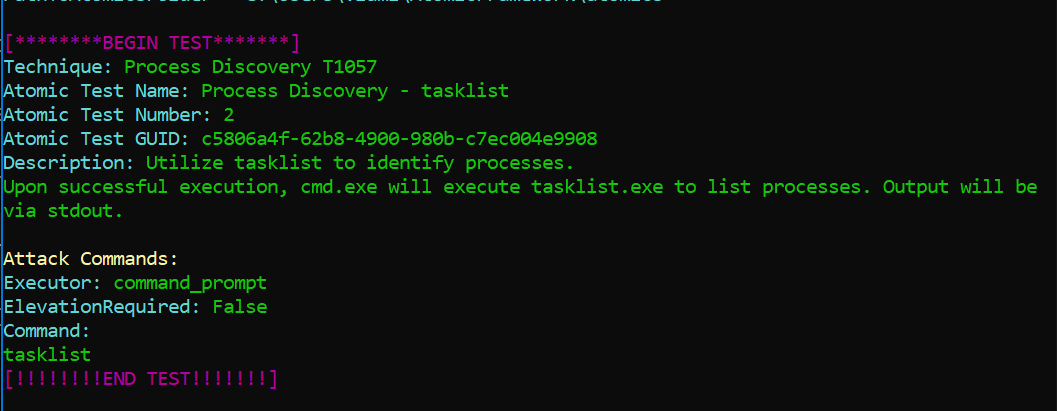 [********BEGIN TEST*******]
Technique: Process Discovery T1057
Atomic Test Name: Process Discovery - tasklist
Atomic Test Number: 2
Atomic Test GUID: c5806a4f-62b8-4900-980b-c7ec004e9908
Description: Utilize tasklist to identify processes.
Upon successful execution, cmd.exe will execute tasklist.exe to list processes. Output will be
via stdout.
Attack Commands:
Executor: command_prompt
ElevationRequired: False
Command:
tasklist
[!!!!!!!!END TEST!!!!!!!]